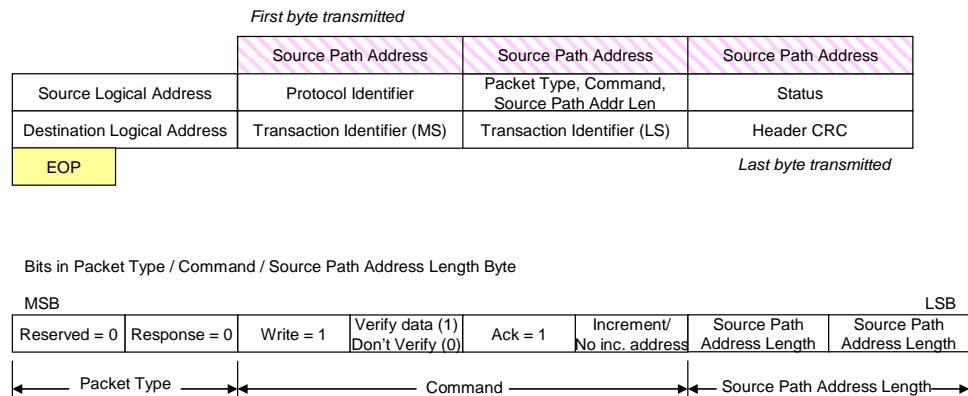 First byte transmitted
Source Path Address Source Path Address Source Path Address
Source Logical Address Protocol Identifier Packet Type, Command, Source Path Addr Len Status
Destination Logical Address Transaction Identifier (MS) Transaction Identifier (LS) Header CRC
EOP Last byte transmitted
Bits in Packet Type / Command / Source Path Address Length Byte
MSB LSB
Reserved = 0 Response = 0 Write = 1 Verify data (1) Don't Verify (0) Ack = 1 Increment/ No inc. address Source Path Address Length Source Path Address Length
Packet Type Command Source Path Address Length